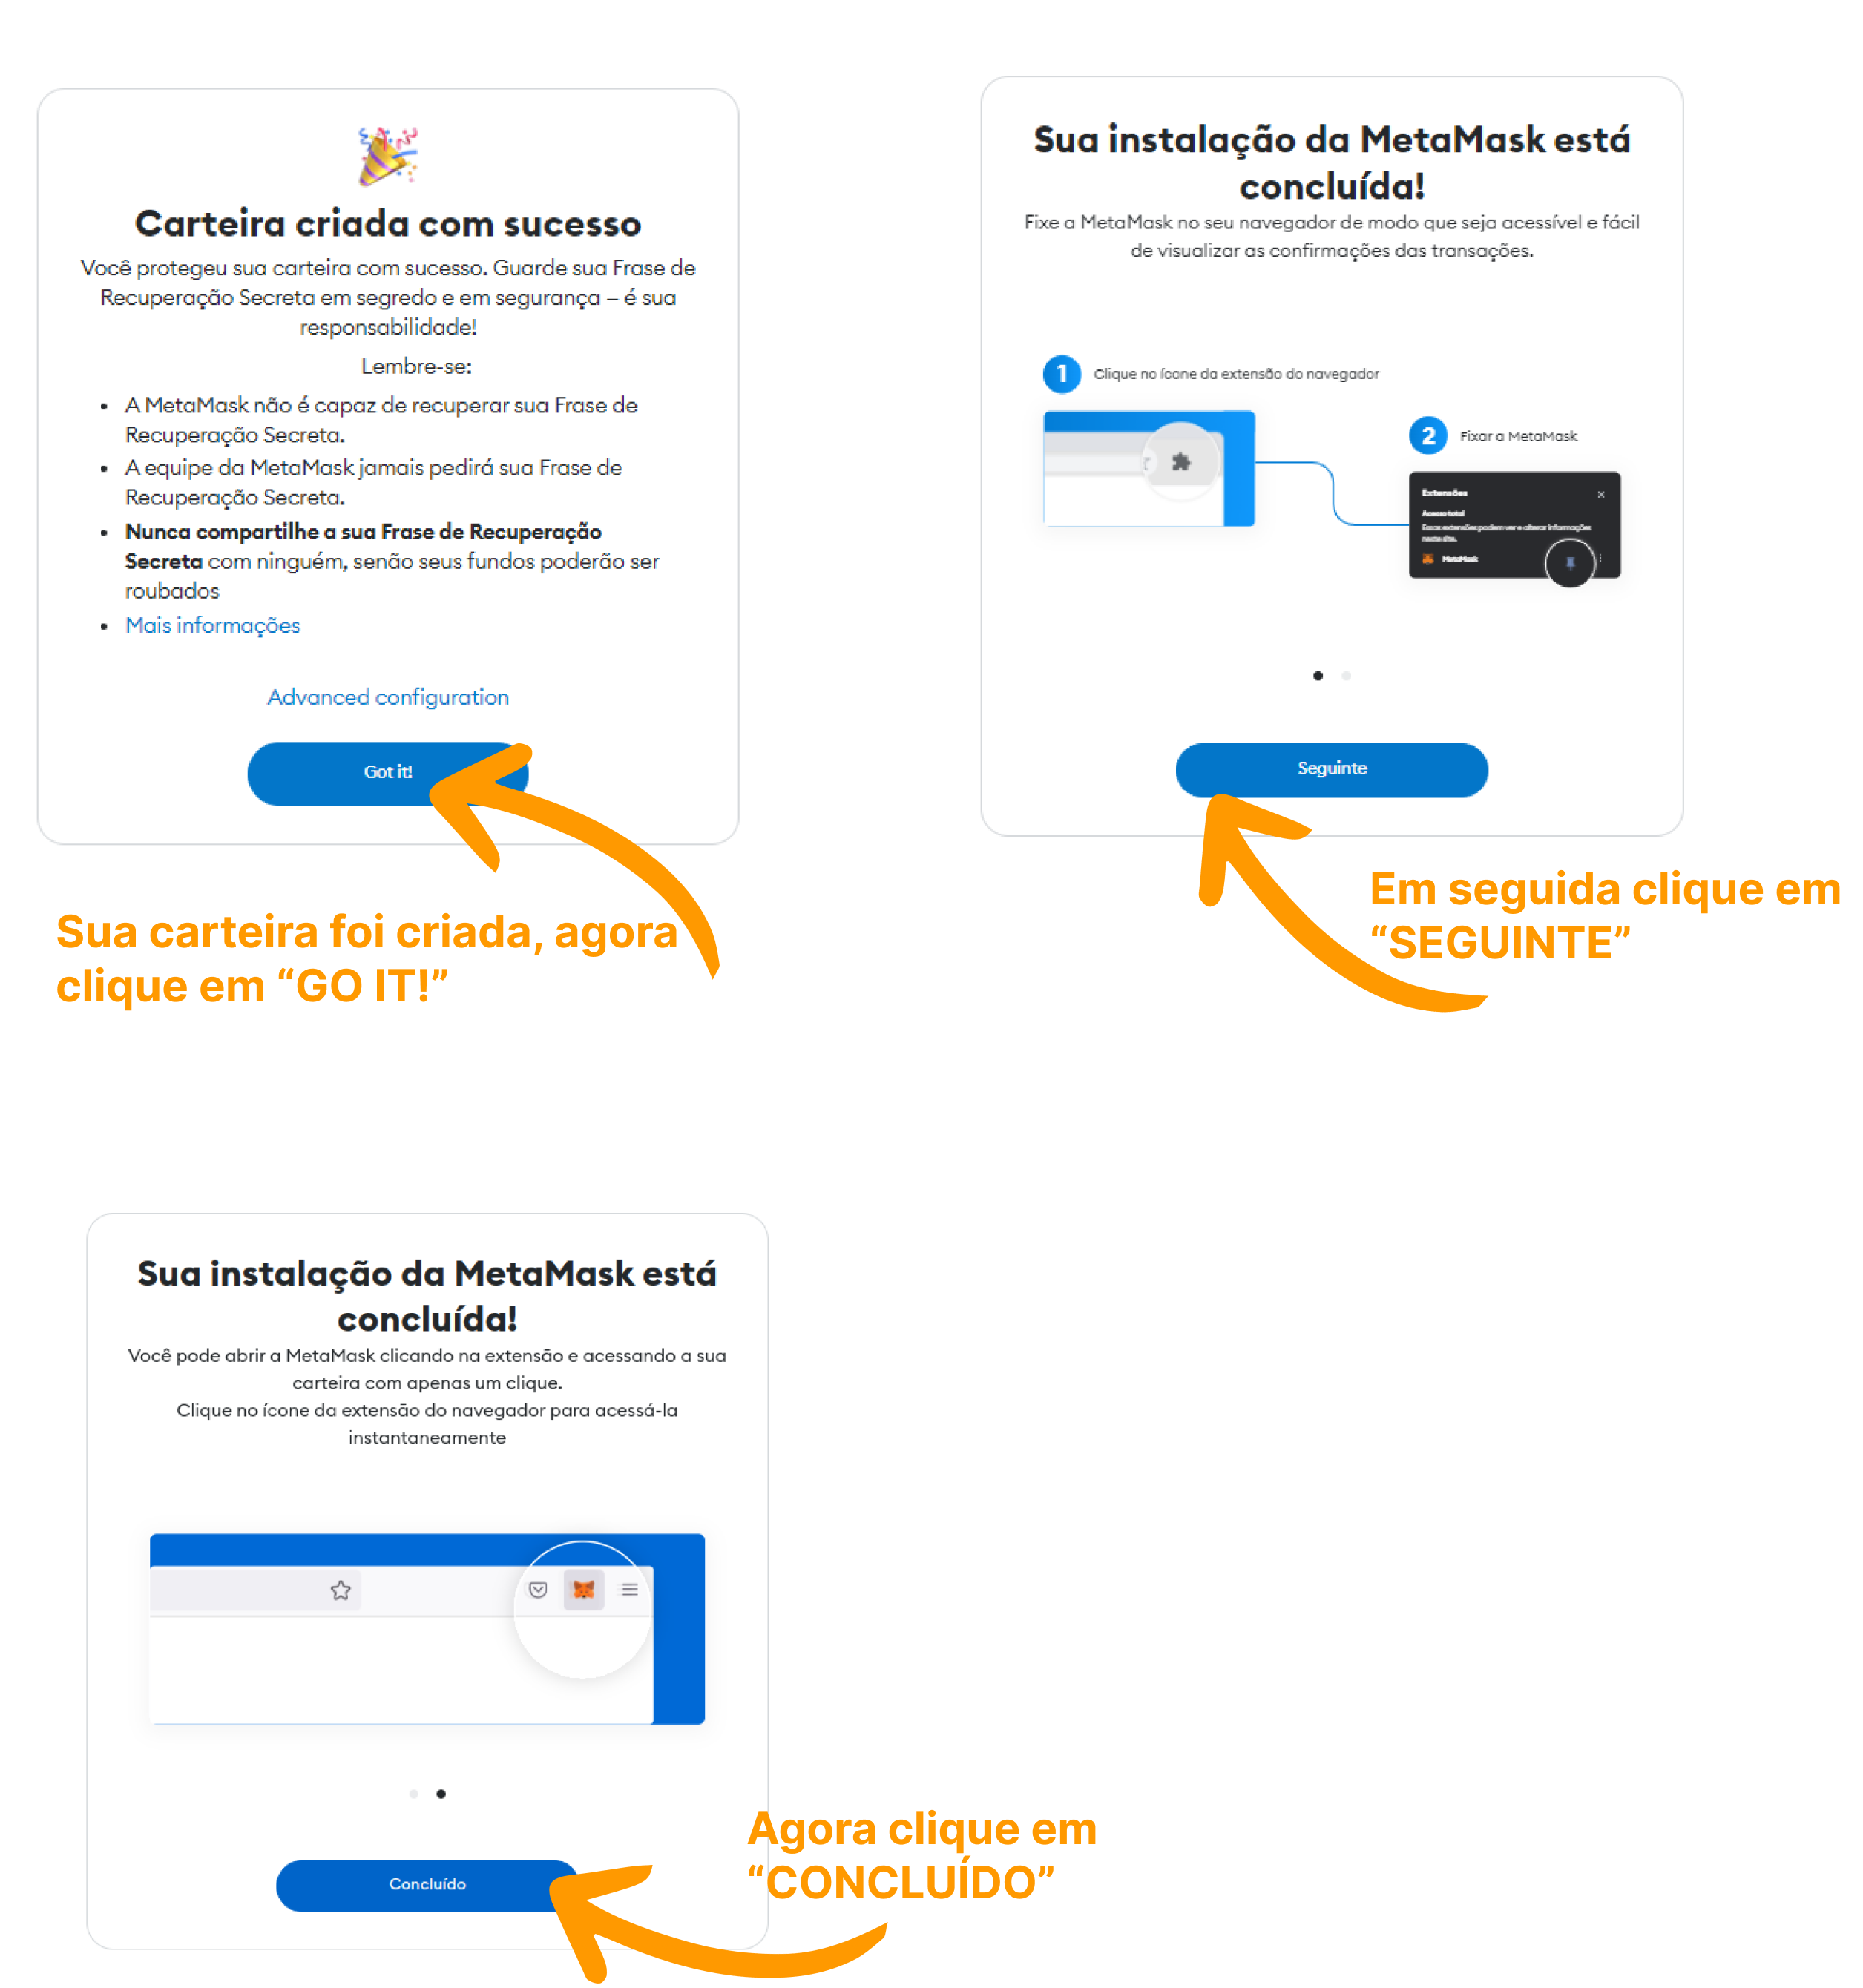 Carteira criada com sucesso
Você protegeu sua carteira com sucesso. Guarde sua Frase de
Recuperação Secreta em segredo e em segurança – é sua
responsabilidade!
Lembre-se:
• A MetaMask não é capaz de recuperar sua Frase de
Recuperação Secreta.
• A equipe da MetaMask jamais pedirá sua Frase de
Recuperação Secreta.
• Nunca compartilhe a sua Frase de Recuperação
Secreta com ninguém, senão seus fundos poderão ser
roubados
• Mais informações
Advanced configuration
Got it!
Sua carteira foi criada, agora
clique em “GO IT!”
Sua instalação da MetaMask está
concluída!
Fixe a MetaMask no seu navegador de modo que seja acessível e fácil
de visualizar as confirmações das transações.
1 Clique no ícone da extensão do navegador
2 Fixar a MetaMask
Extensões
Acesso total
Essas extensões podem ver e alterar informações
neste site.
MetaMask
Seguinte
Em seguida clique em
“SEGUINTE”
Sua instalação da MetaMask está
concluída!
Você pode abrir a MetaMask clicando na extensão e acessando a sua
carteira com apenas um clique.
Clique no ícone da extensão do navegador para acessá-la
instantaneamente
Concluído
Agora clique em
“CONCLUÍDO”